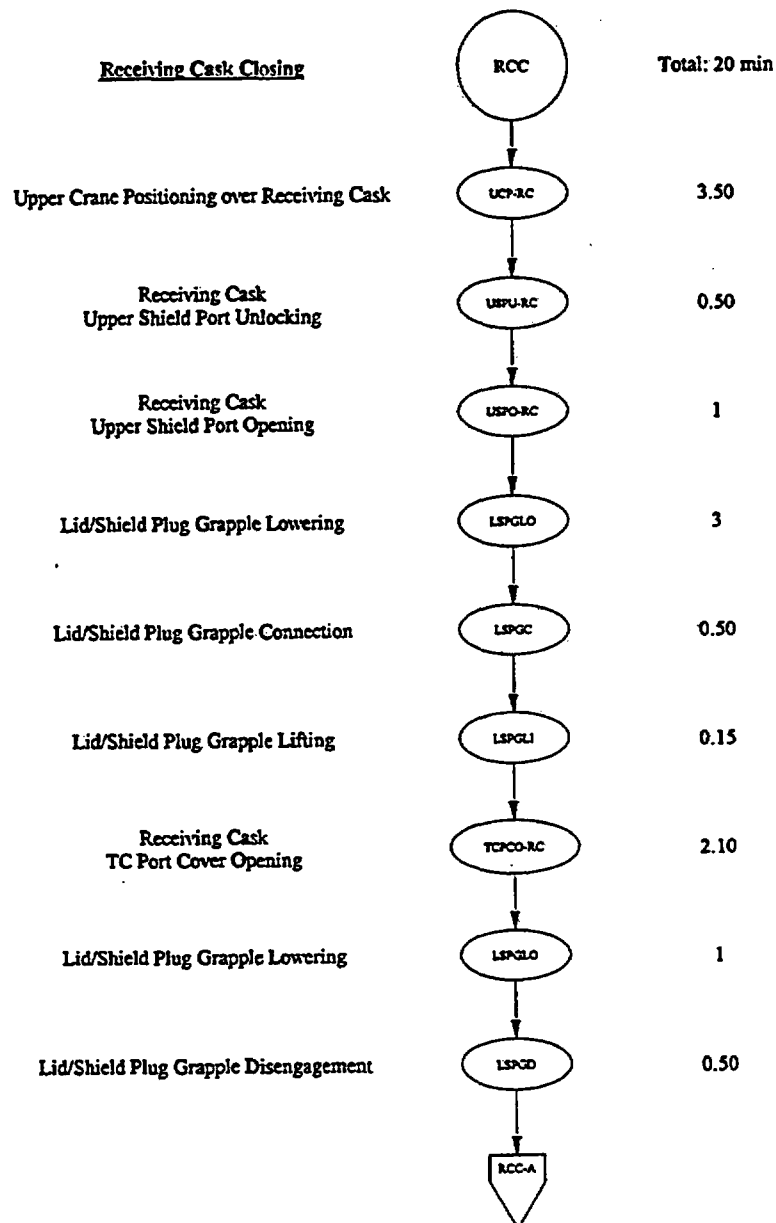 Receiving Cask Closing RCC Total: 20 min
Upper Crane Positioning over Receiving Cask UCP-RC 3.50
Receiving Cask
Upper Shield Port Unlocking USPU-RC 0.50
Receiving Cask
Upper Shield Port Opening USPO-RC 1
Lid/Shield Plug Grapple Lowering LSPGLO 3
Lid/Shield Plug Grapple Connection LSPGC 0.50
Lid/Shield Plug Grapple Lifting LSPGLI 0.15
Receiving Cask
TC Port Cover Opening TCPCO-RC 2.10
Lid/Shield Plug Grapple Lowering LSPGLO 1
Lid/Shield Plug Grapple Disengagement LSPGD 0.50
RCC-A